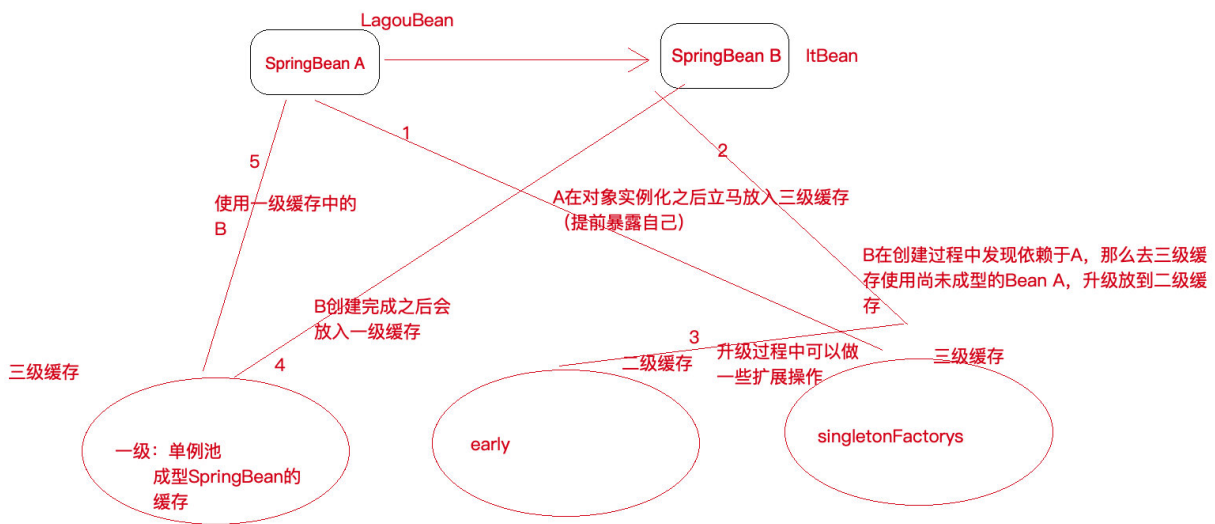 LagouBean
SpringBean A
SpringBean B
ItBean
1
2
5
使用一级缓存中的
B
A在对象实例化之后立马放入三级缓存
（提前暴露自己）
B在创建过程中发现依赖于A，那么去三级缓
存使用尚未成型的Bean A，升级放到二级缓
存
B创建完成之后会
放入一级缓存
3
升级过程中可以做
一些扩展操作
4
三级缓存
二级缓存
三级缓存
一级：单例池
成型SpringBean的
缓存
early
singletonFactorys